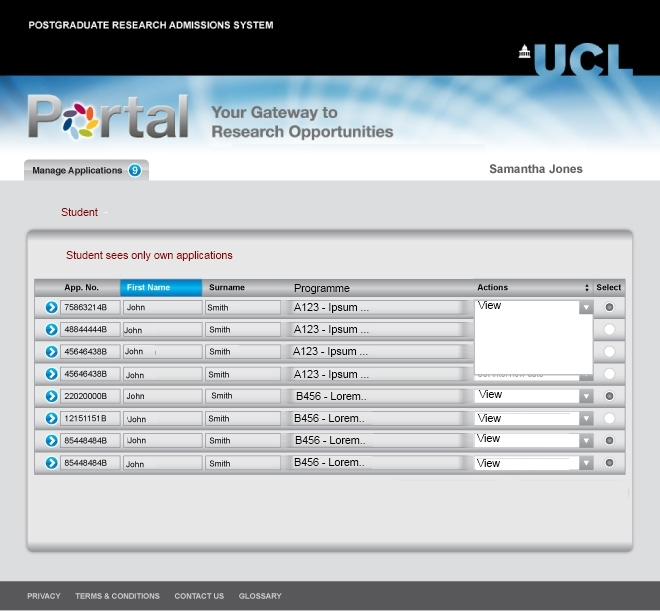 POSTGRADUATE RESEARCH ADMISSIONS SYSTEM
UCL
Portal
Your Gateway to
Research Opportunities
Manage Applications 9
Samantha Jones
Student
Student sees only own applications
App. No. First Name Surname Programme Actions Select
75863214B John Smith A123 - Ipsum ... View
48844444B John Smith A123 - Ipsum ...
45646438B John Smith A123 - Ipsum ...
45646438B John Smith A123 - Ipsum ...
22020000B John Smith B456 - Lorem.. View
12151151B John Smith B456 - Lorem.. View
85448484B John Smith B456 - Lorem.. View
85448484B John Smith B456 - Lorem.. View
PRIVACY TERMS & CONDITIONS CONTACT US GLOSSARY